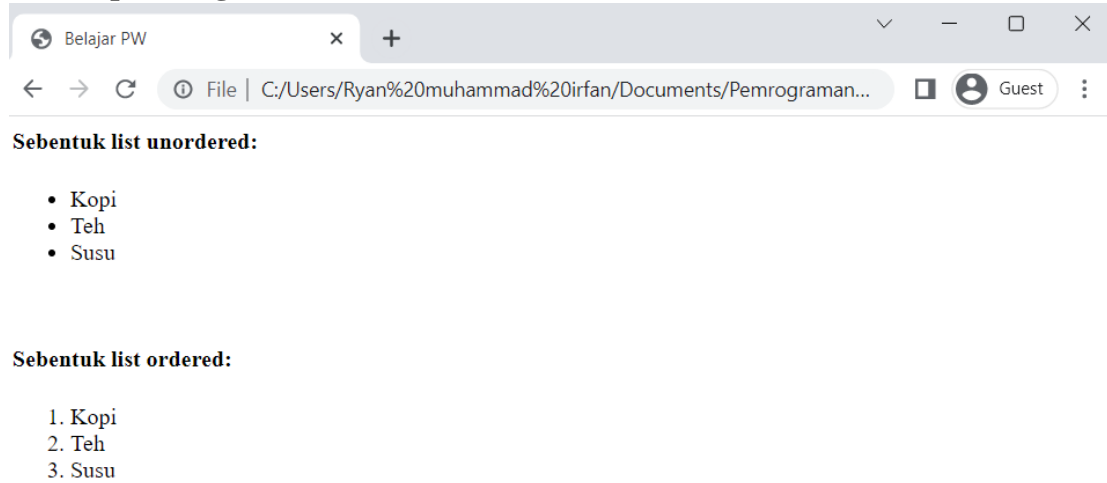 Belajar PW
File | C:/Users/Ryan%20muhammad%20irfan/Documents/Pemrograman...
Guest
Sebentuk list unordered:
• Kopi
• Teh
• Susu
Sebentuk list ordered:
1. Kopi
2. Teh
3. Susu